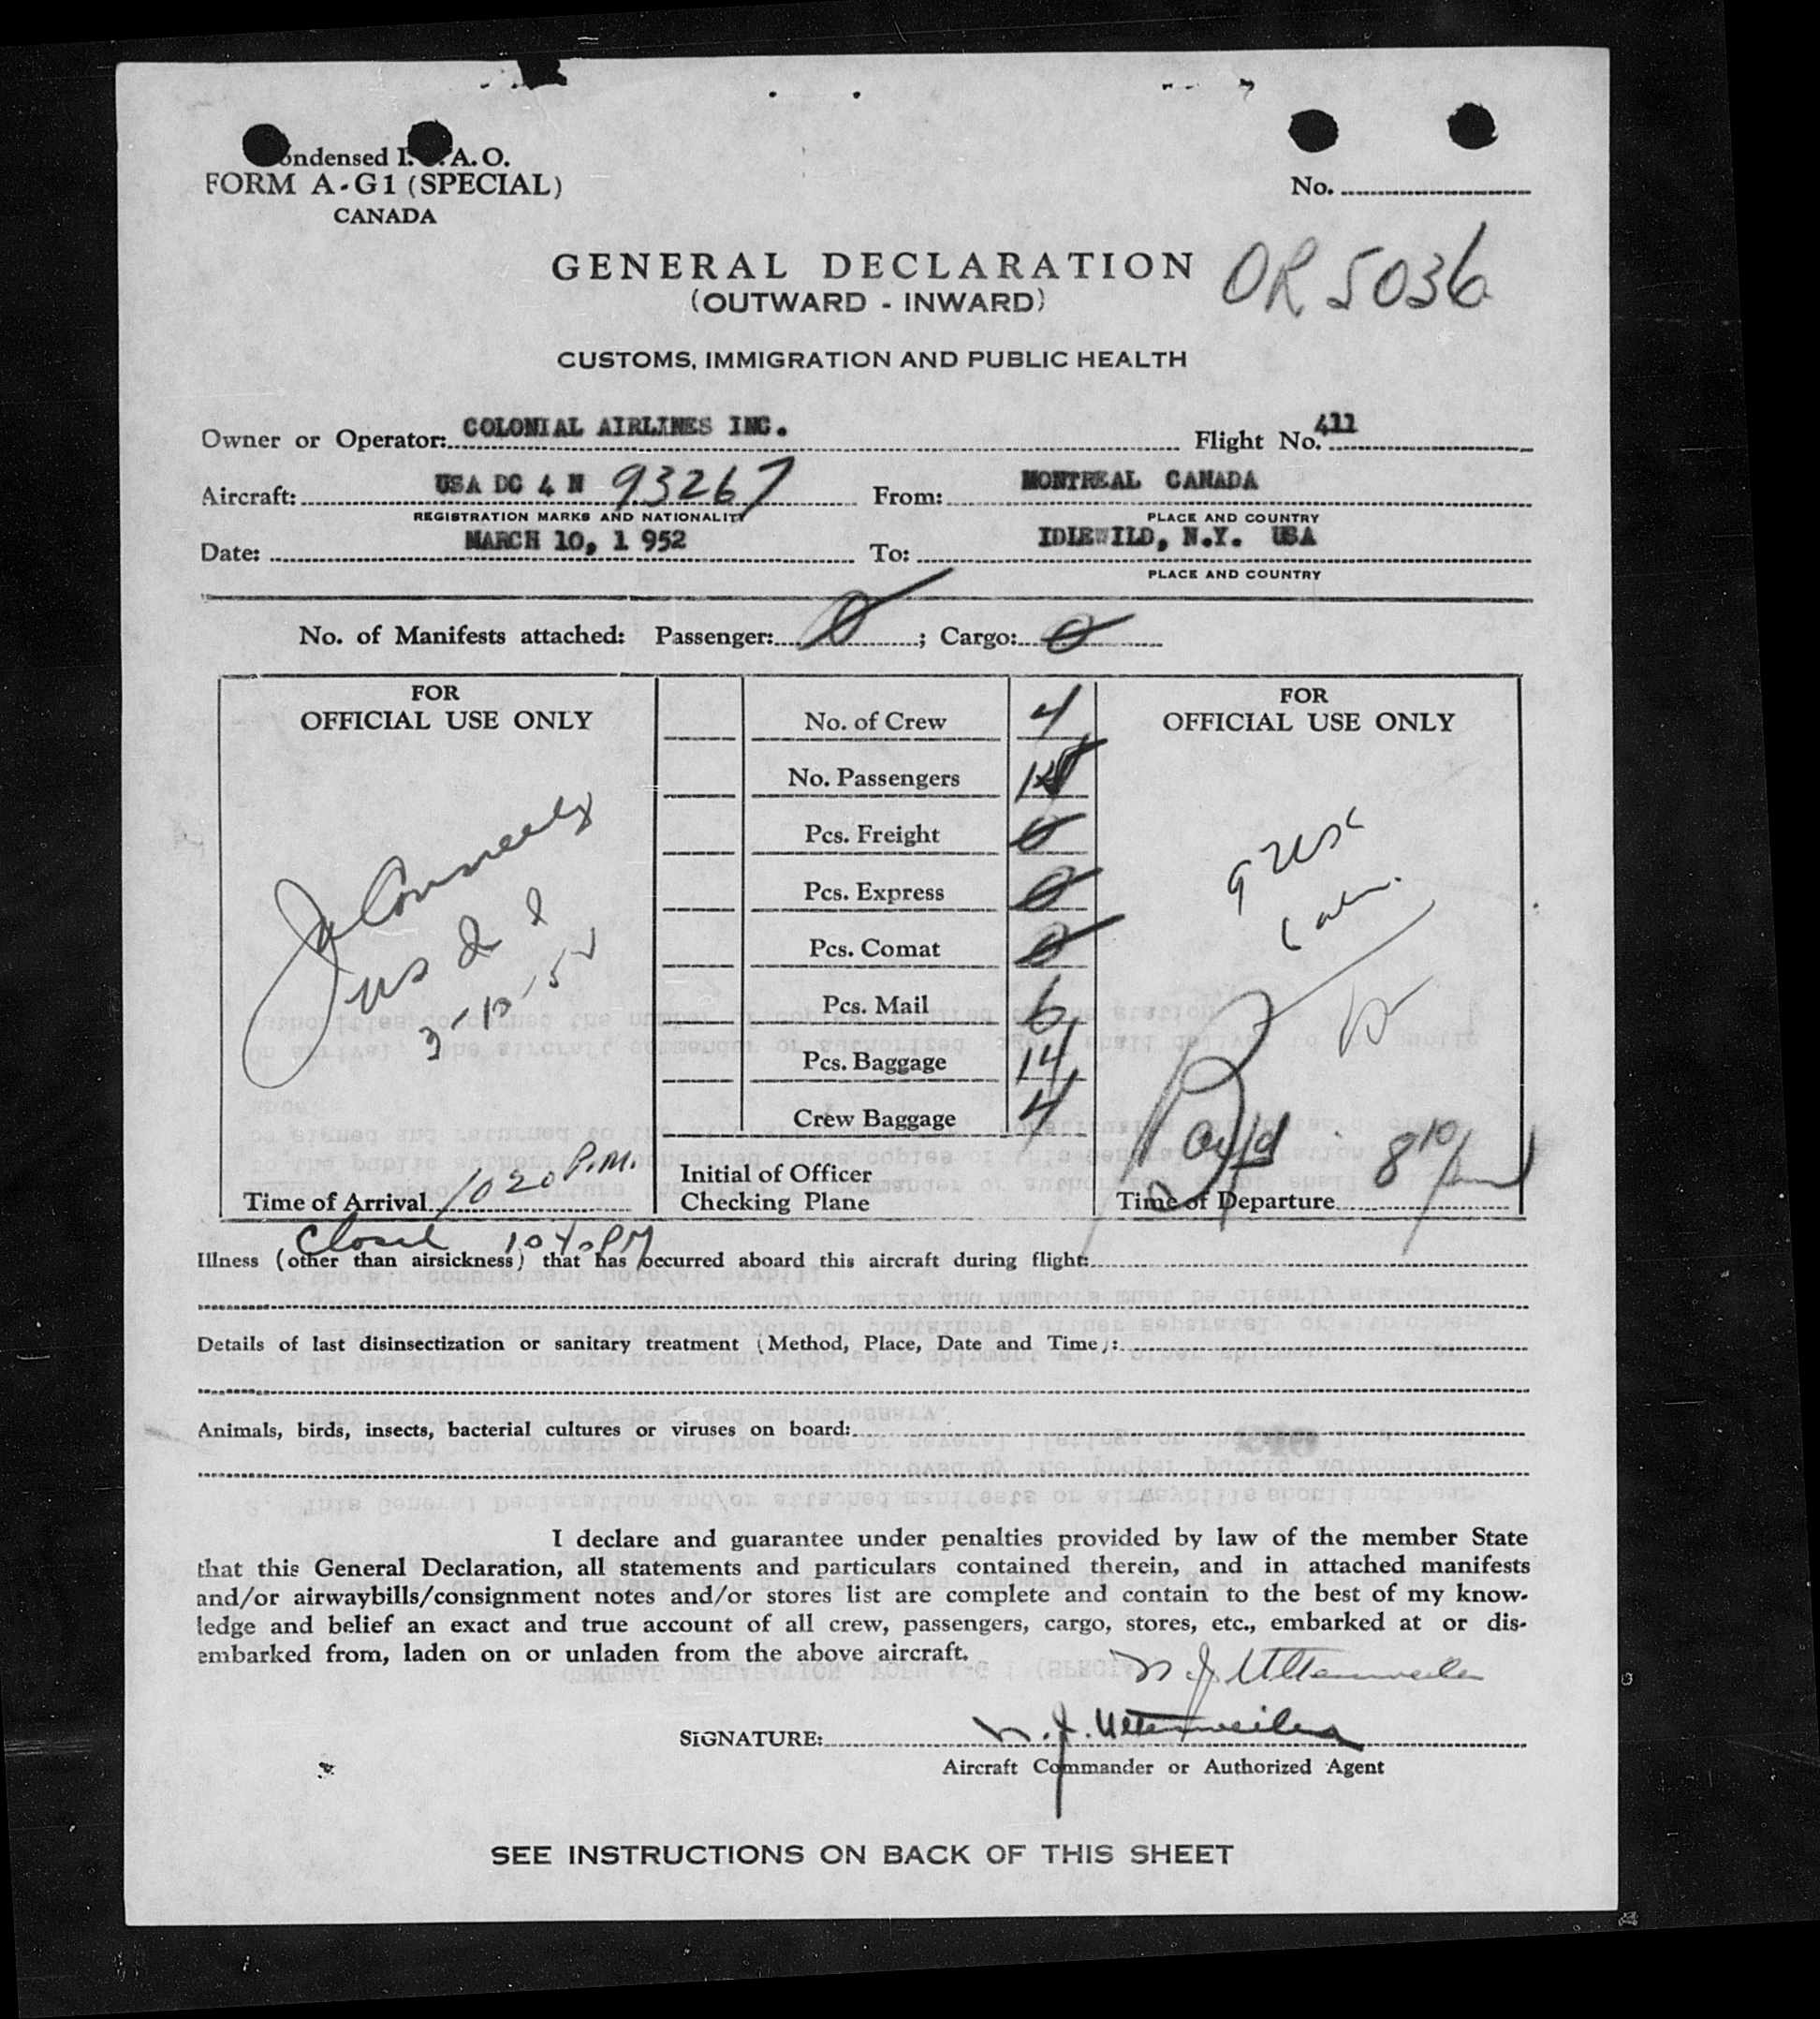 ondensed I. A.O.
FORM A-G1 (SPECIAL)
CANADA
No.
GENERAL DECLARATION
OR 5036
(OUTWARD - INWARD)
CUSTOMS, IMMIGRATION AND PUBLIC HEALTH
Owner or Operator: COLONIAL AIRLINES INC. Flight No. 411
Aircraft: USA DC 4 N 93267 From: MONTREAL CANADA
REGISTRATION MARKS AND NATIONALITY PLACE AND COUNTRY
Date: MARCH 10, 1 952 To: IDLEWILD, N.Y. USA
PLACE AND COUNTRY
No. of Manifests attached: Passenger: 0; Cargo: 0
FOR
OFFICIAL USE ONLY
3-10-52
Time of Arrival 1020 P.M.
No. of Crew 4
No. Passengers
Pcs. Freight 0
Pcs. Express 0
Pcs. Comat 0
Pcs. Mail 6
Pcs. Baggage 14
Crew Baggage 4
Initial of Officer
Checking Plane
FOR
OFFICIAL USE ONLY
Time of Departure 8 10
Closed 1040 PM
Illness (other than airsickness) that has occurred aboard this aircraft during flight:
Details of last disinsectization or sanitary treatment (Method, Place, Date and Time):
Animals, birds, insects, bacterial cultures or viruses on board:
I declare and guarantee under penalties provided by law of the member State
that this General Declaration, all statements and particulars contained therein, and in attached manifests
and/or airwaybills/consignment notes and/or stores list are complete and contain to the best of my know-
ledge and belief an exact and true account of all crew, passengers, cargo, stores, etc., embarked at or dis-
embarked from, laden on or unladen from the above aircraft.
N. J. Uttenweiler
SIGNATURE: N. J. Uttenweiler
Aircraft Commander or Authorized Agent
SEE INSTRUCTIONS ON BACK OF THIS SHEET